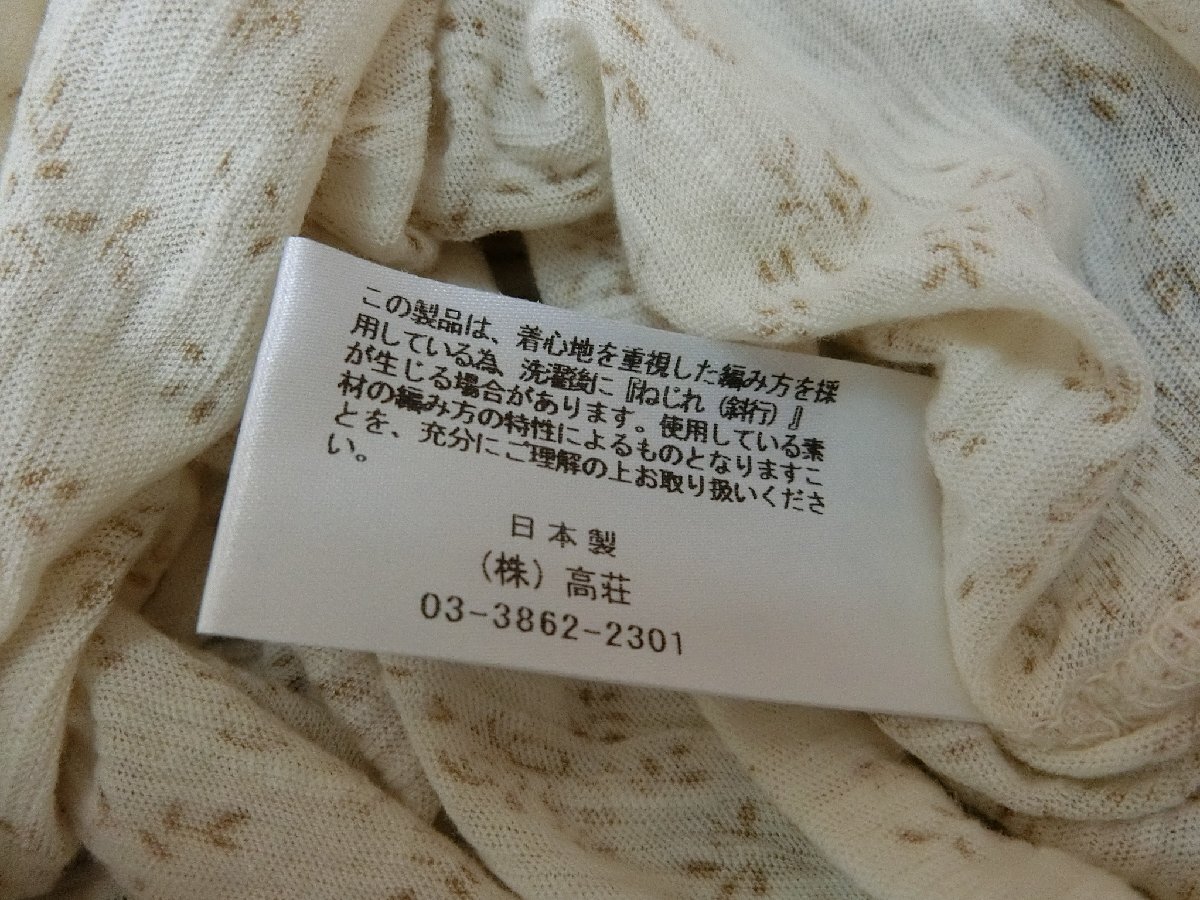 この製品は、着心地を重視した編み方を採
用している為、洗濯後に『ねじれ（斜行）』
が生じる場合があります。使用している素
材の編み方の特性によるものとなりますこ
とを、充分にご理解の上お取り扱いくださ
い。
日本製
（株）高荘
03-3862-2301